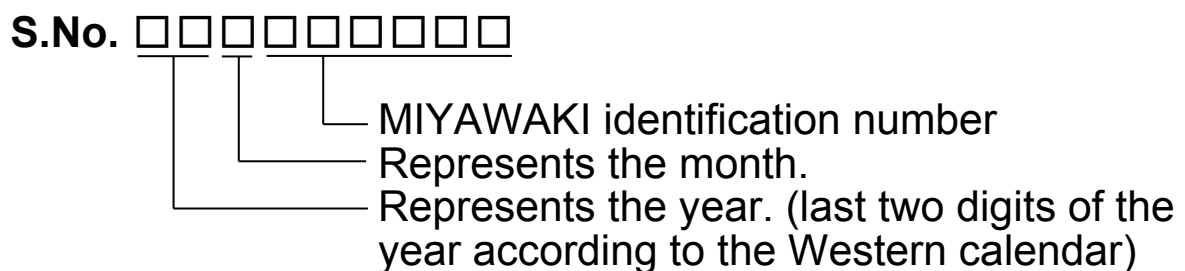 S.No. □□□□□□□□□
MIYAWAKI identification number
Represents the month.
Represents the year. (last two digits of the
year according to the Western calendar)